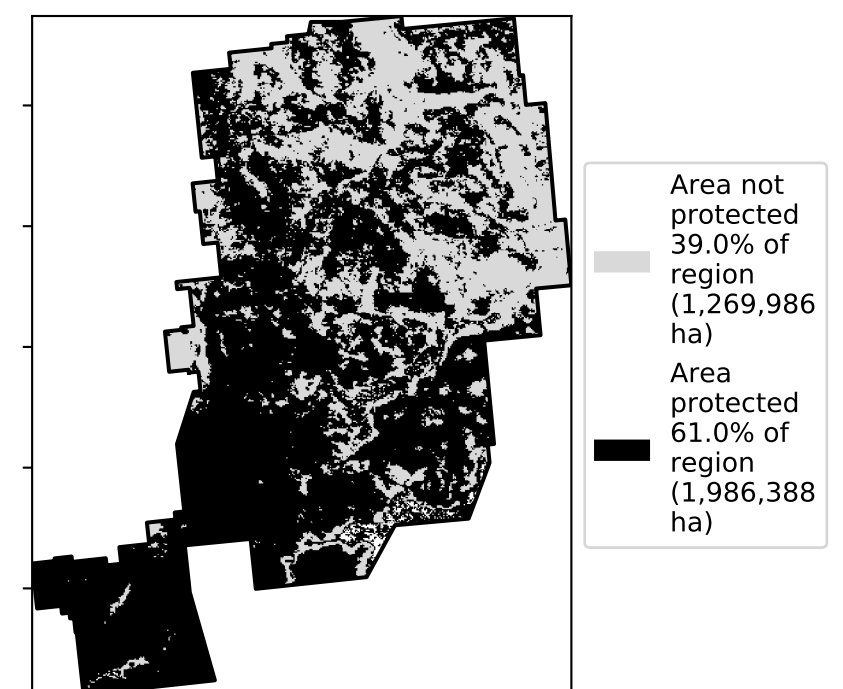 Area not
protected
39.0% of
region
(1,269,986
ha)
Area
protected
61.0% of
region
(1,986,388
ha)